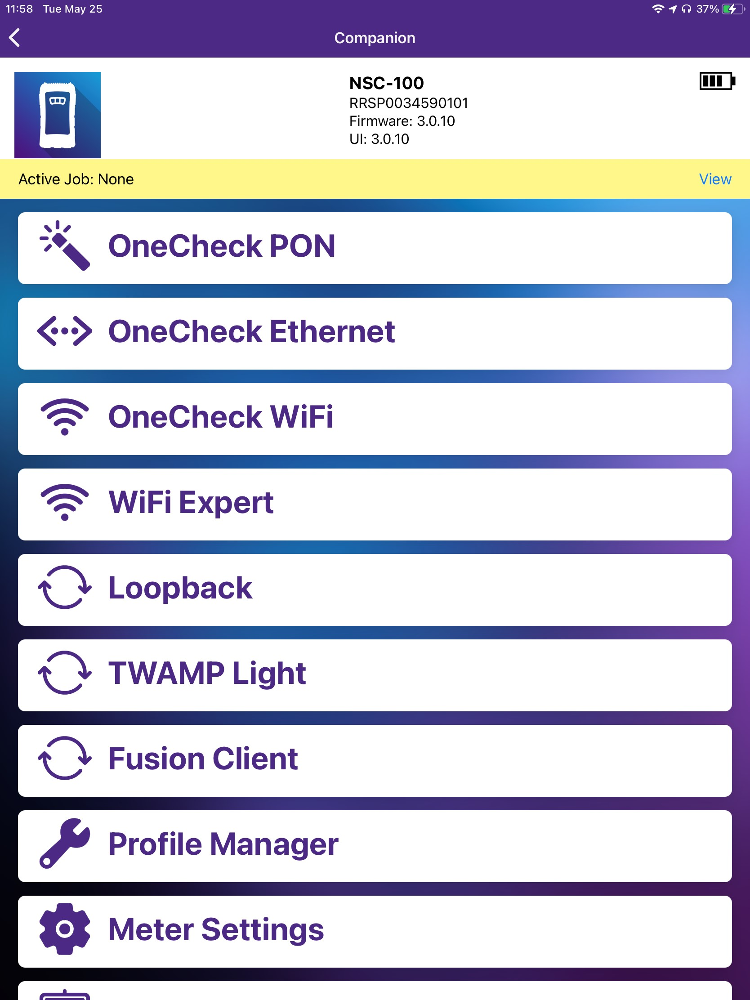 11:58 Tue May 25 37%
Companion
NSC-100
RRSP0034590101
Firmware: 3.0.10
UI: 3.0.10
Active Job: None View
OneCheck PON
OneCheck Ethernet
OneCheck WiFi
WiFi Expert
Loopback
TWAMP Light
Fusion Client
Profile Manager
Meter Settings